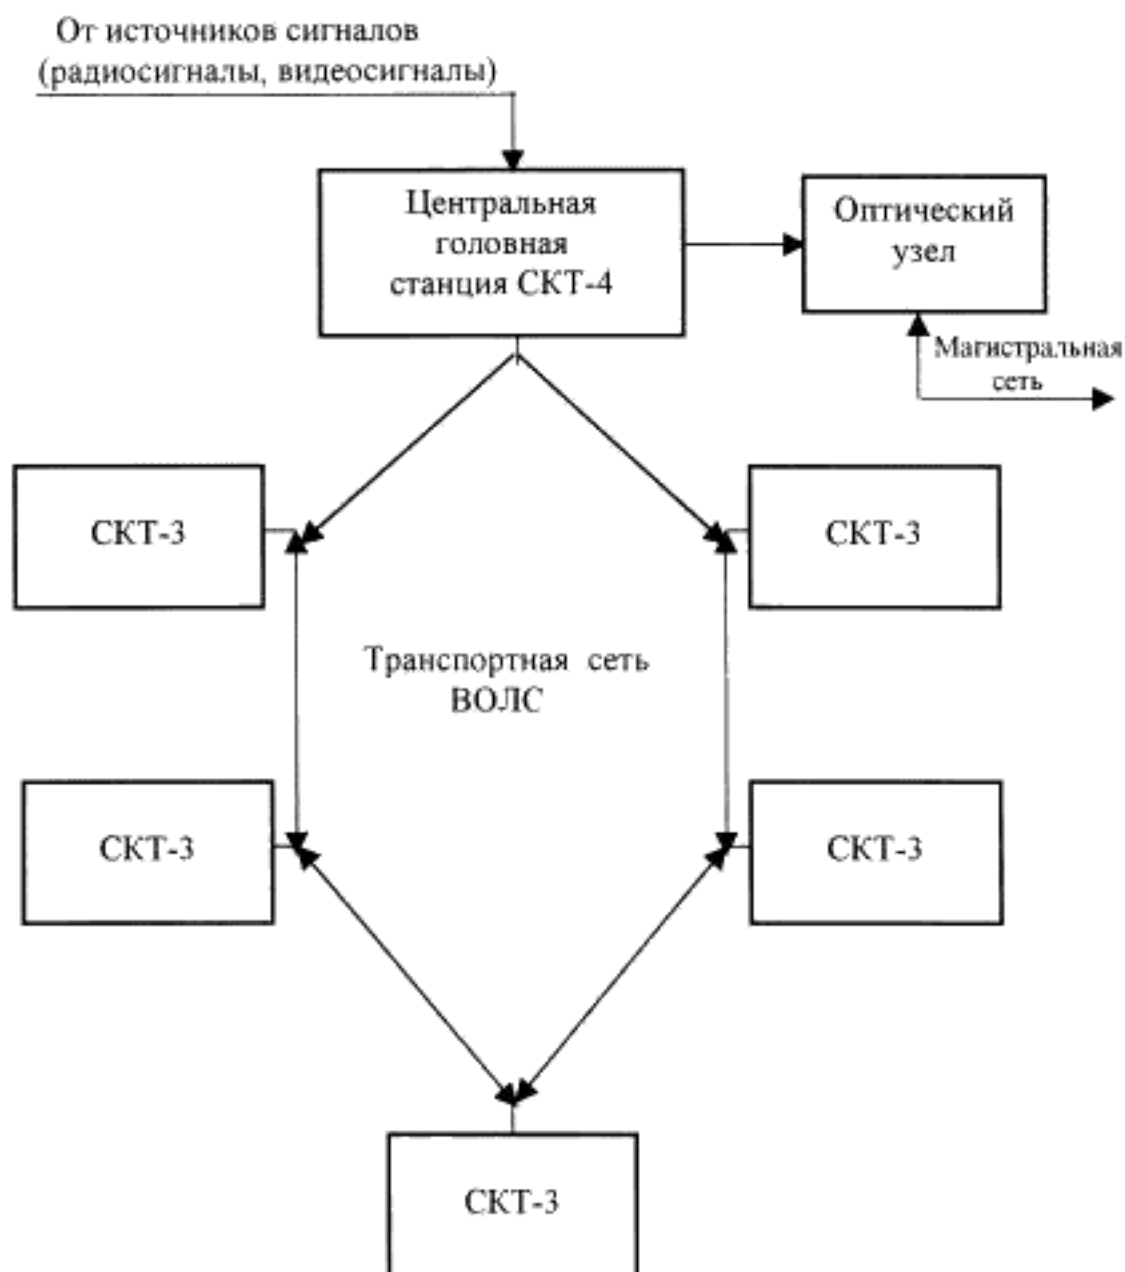 От источников сигналов
(радиосигналы, видеосигналы)
Центральная
головная
станция СКТ-4
Оптический
узел
Магистральная
сеть
СКТ-3
СКТ-3
Транспортная сеть
ВОЛС
СКТ-3
СКТ-3
СКТ-3